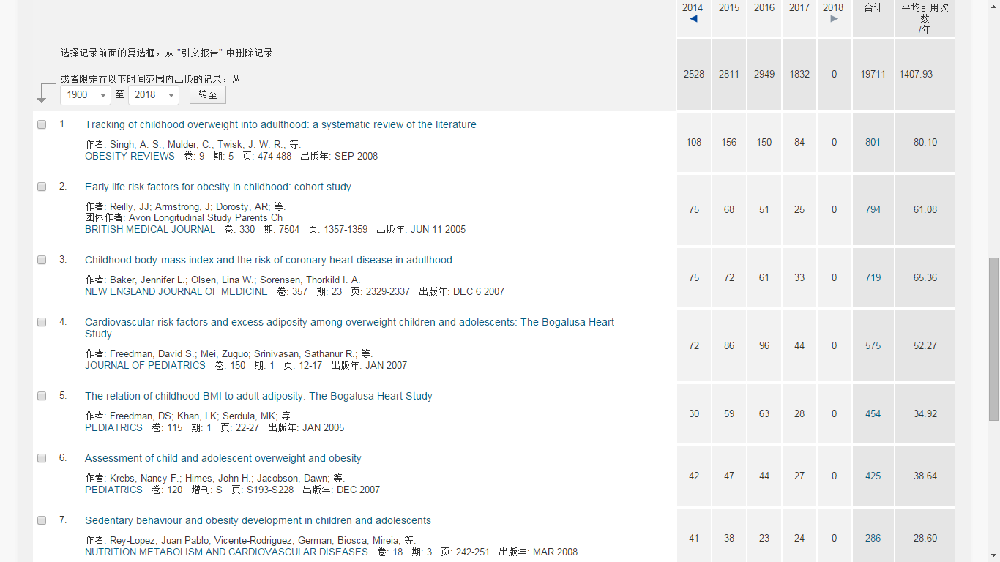 2014 2015 2016 2017 2018 合计 平均引用次
数
/年
选择记录前面的复选框，从 "引文报告" 中删除记录
或者限定在以下时间范围内出版的记录，从
2528 2811 2949 1832 0 19711 1407.93
1900 至 2018 转至
1. Tracking of childhood overweight into adulthood: a systematic review of the literature
作者: Singh, A. S.; Mulder, C.; Twisk, J. W. R.; 等.
OBESITY REVIEWS 卷: 9 期: 5 页: 474-488 出版年: SEP 2008
108 156 150 84 0 801 80.10
2. Early life risk factors for obesity in childhood: cohort study
作者: Reilly, JJ; Armstrong, J; Dorosty, AR; 等.
团体作者: Avon Longitudinal Study Parents Ch
BRITISH MEDICAL JOURNAL 卷: 330 期: 7504 页: 1357-1359 出版年: JUN 11 2005
75 68 51 25 0 794 61.08
3. Childhood body-mass index and the risk of coronary heart disease in adulthood
作者: Baker, Jennifer L.; Olsen, Lina W.; Sorensen, Thorkild I. A.
NEW ENGLAND JOURNAL OF MEDICINE 卷: 357 期: 23 页: 2329-2337 出版年: DEC 6 2007
75 72 61 33 0 719 65.36
4. Cardiovascular risk factors and excess adiposity among overweight children and adolescents: The Bogalusa Heart
Study
作者: Freedman, David S.; Mei, Zuguo; Srinivasan, Sathanur R.; 等.
JOURNAL OF PEDIATRICS 卷: 150 期: 1 页: 12-17 出版年: JAN 2007
72 86 96 44 0 575 52.27
5. The relation of childhood BMI to adult adiposity: The Bogalusa Heart Study
作者: Freedman, DS; Khan, LK; Serdula, MK; 等.
PEDIATRICS 卷: 115 期: 1 页: 22-27 出版年: JAN 2005
30 59 63 28 0 454 34.92
6. Assessment of child and adolescent overweight and obesity
作者: Krebs, Nancy F.; Himes, John H.; Jacobson, Dawn; 等.
PEDIATRICS 卷: 120 增刊: S 页: S193-S228 出版年: DEC 2007
42 47 44 27 0 425 38.64
7. Sedentary behaviour and obesity development in children and adolescents
作者: Rey-Lopez, Juan Pablo; Vicente-Rodriguez, German; Biosca, Mireia; 等.
NUTRITION METABOLISM AND CARDIOVASCULAR DISEASES 卷: 18 期: 3 页: 242-251 出版年: MAR 2008
41 38 23 24 0 286 28.60